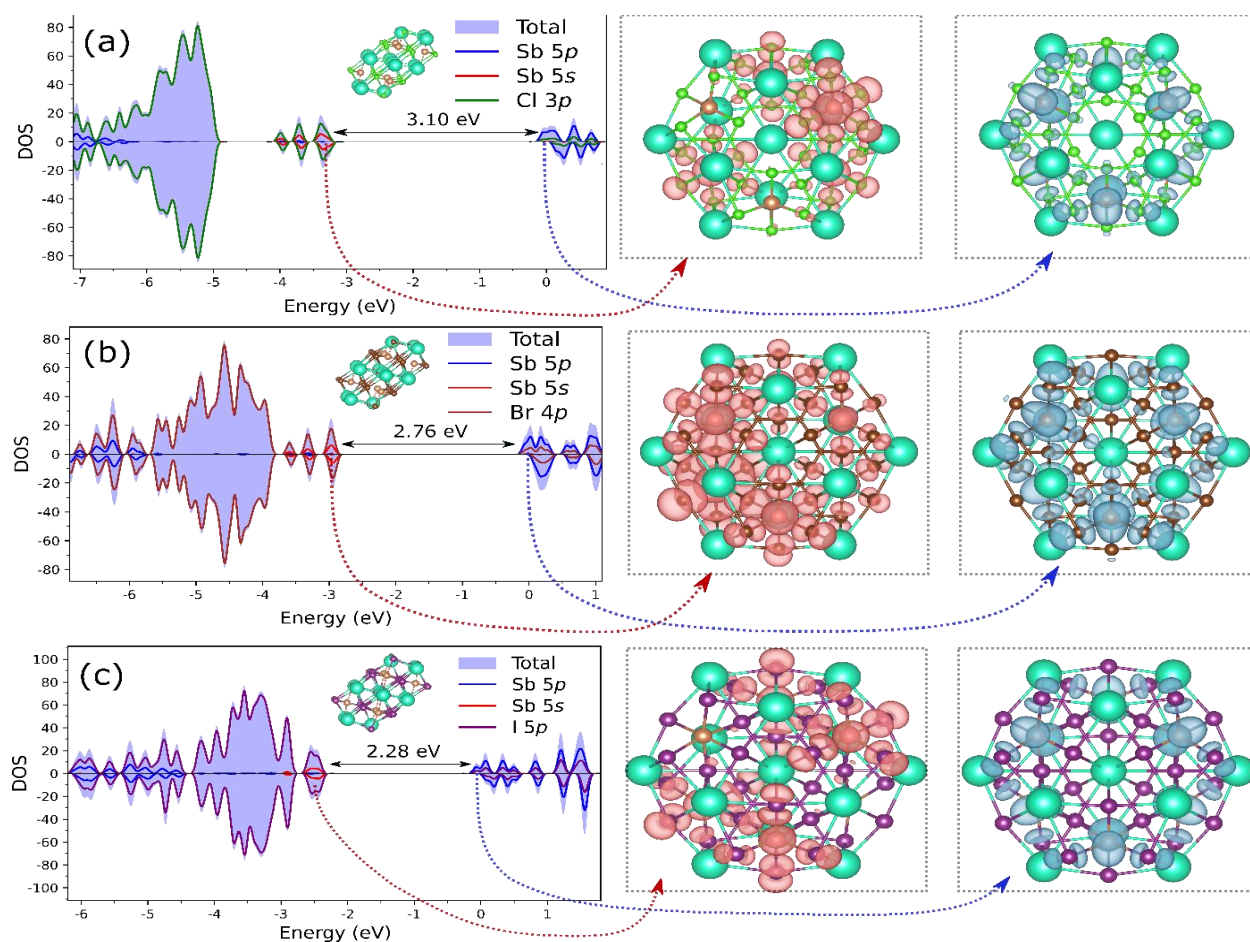 (a)
Total
Sb 5p
Sb 5s
Cl 3p
3.10 eV
DOS
80
60
40
20
0
-20
-40
-60
-80
-7 -6 -5 -4 -3 -2 -1 0
Energy (eV)
(b)
Total
Sb 5p
Sb 5s
Br 4p
2.76 eV
DOS
80
60
40
20
0
-20
-40
-60
-80
-6 -5 -4 -3 -2 -1 0 1
Energy (eV)
(c)
Total
Sb 5p
Sb 5s
I 5p
2.28 eV
DOS
100
80
60
40
20
0
-20
-40
-60
-80
-100
-6 -5 -4 -3 -2 -1 0 1
Energy (eV)